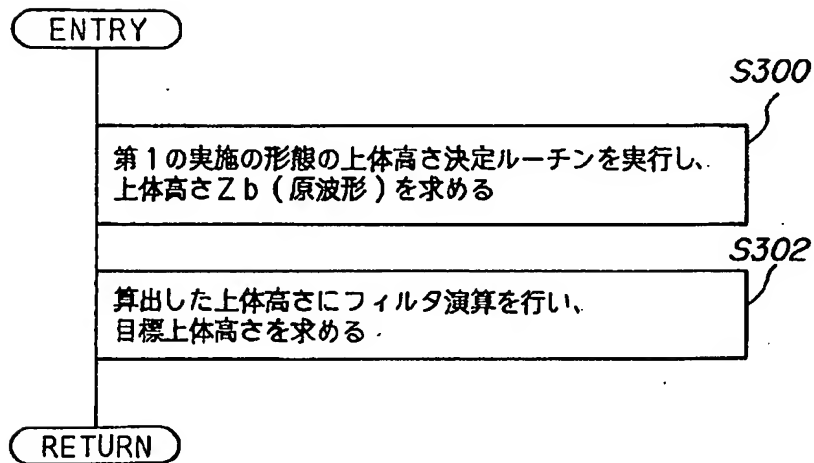 ENTRY
S300
第1の実施の形態の上体高さ決定ルーチンを実行し、
上体高さZb(原波形)を求める
S302
算出した上体高さにフィルタ演算を行い、
目標上体高さを求める
RETURN